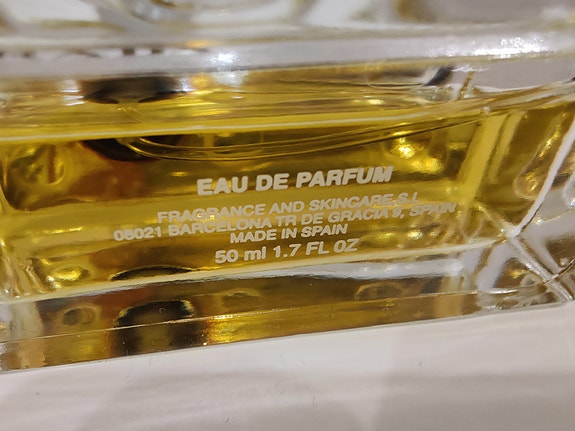 EAU DE PARFUM
FRAGRANCE AND SKINCARE, S.L.
08021 BARCELONA TR DE GRACIA 9, SPAIN
MADE IN SPAIN
50 ml 1.7 FL OZ